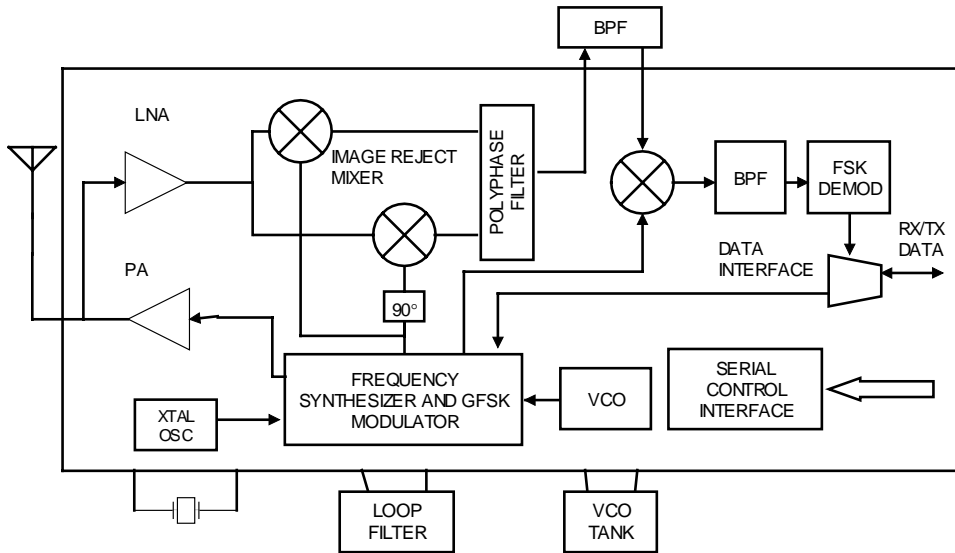 BPF
LNA
IMAGE REJECT
MIXER
POLYPHASE
FILTER
BPF
FSK
DEMOD
RX/TX
DATA
DATA
INTERFACE
PA
90°
FREQUENCY
SYNTHESIZER AND GFSK
MODULATOR
VCO
SERIAL
CONTROL
INTERFACE
XTAL
OSC
LOOP
FILTER
VCO
TANK